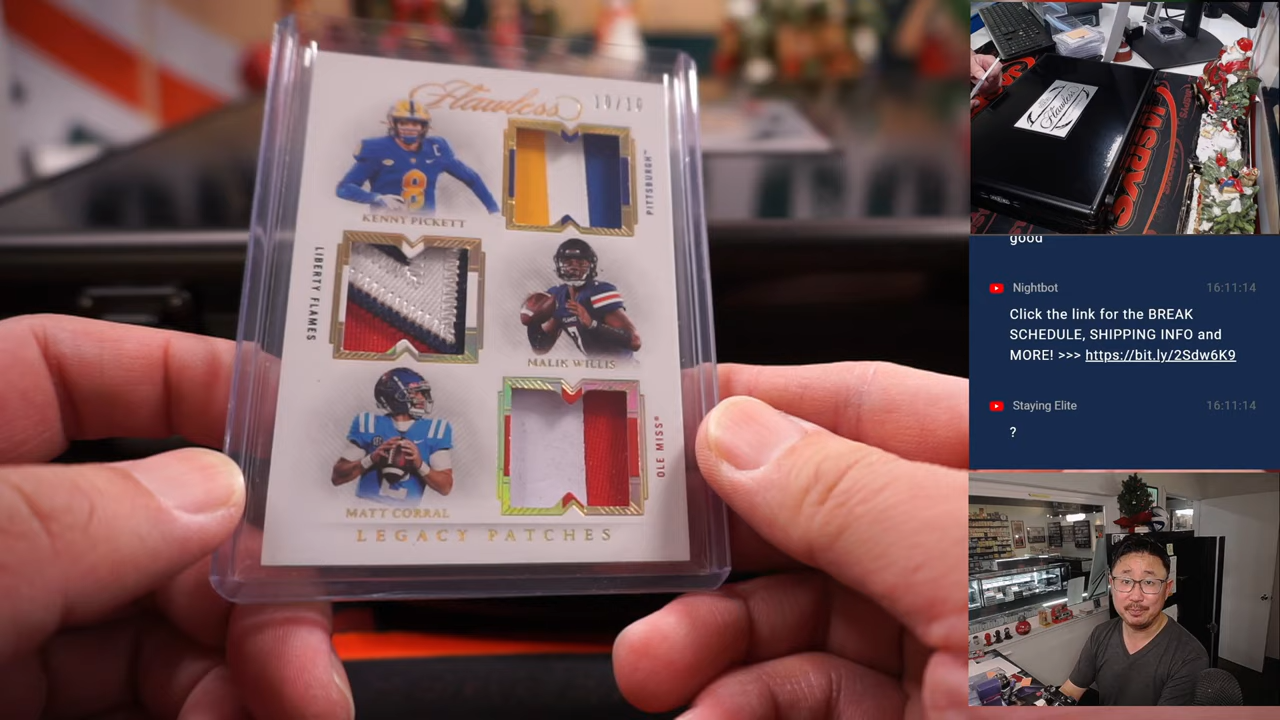 Flawless
10/10
KENNY PICKETT
PITTSBURGH™
LIBERTY FLAMES
MALIK WILLIS
MATT CORRAL
OLE MISS®
LEGACY PATCHES
Flawless
good
Nightbot 16:11:14
Click the link for the BREAK
SCHEDULE, SHIPPING INFO and
MORE! >>> https://bit.ly/2Sdw6K9
Staying Elite 16:11:14
?